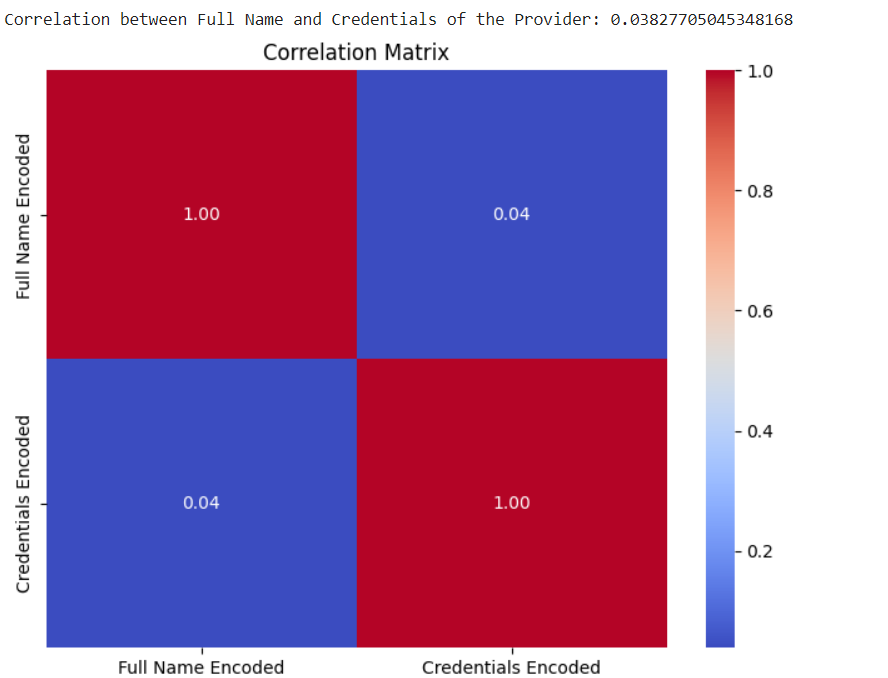 Correlation between Full Name and Credentials of the Provider: 0.03827705045348168
Correlation Matrix
Full Name Encoded
Credentials Encoded
1.00
0.04
0.04
1.00
Full Name Encoded
Credentials Encoded
1.0
0.8
0.6
0.4
0.2